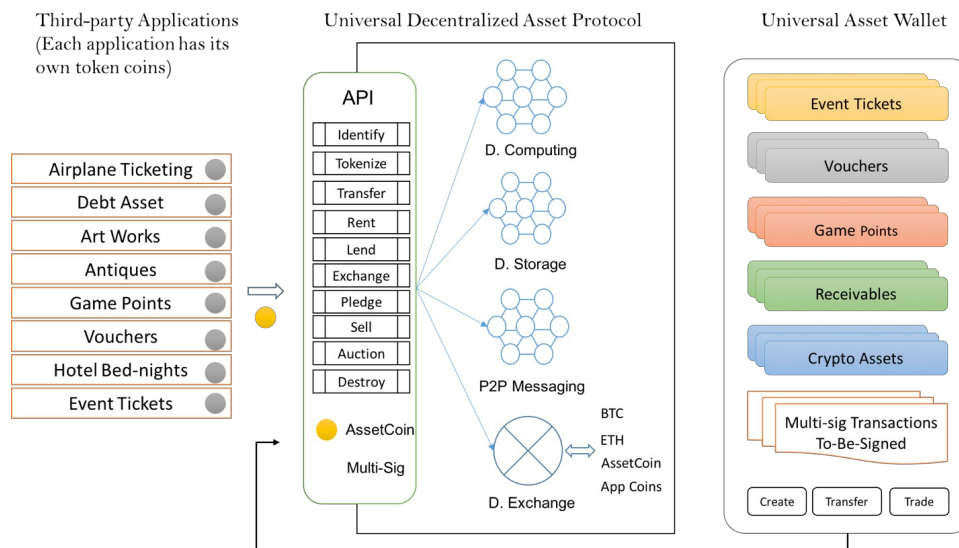 Third-party Applications
(Each application has its
own token coins)
Airplane Ticketing
Debt Asset
Art Works
Antiques
Game Points
Vouchers
Hotel Bed-nights
Event Tickets
Universal Decentralized Asset Protocol
API
Identify
Tokenize
Transfer
Rent
Lend
Exchange
Pledge
Sell
Auction
Destroy
AssetCoin
Multi-Sig
D. Computing
D. Storage
P2P Messaging
D. Exchange
BTC
ETH
AssetCoin
App Coins
Universal Asset Wallet
Event Tickets
Vouchers
Game Points
Receivables
Crypto Assets
Multi-sig Transactions
To-Be-Signed
Create
Transfer
Trade